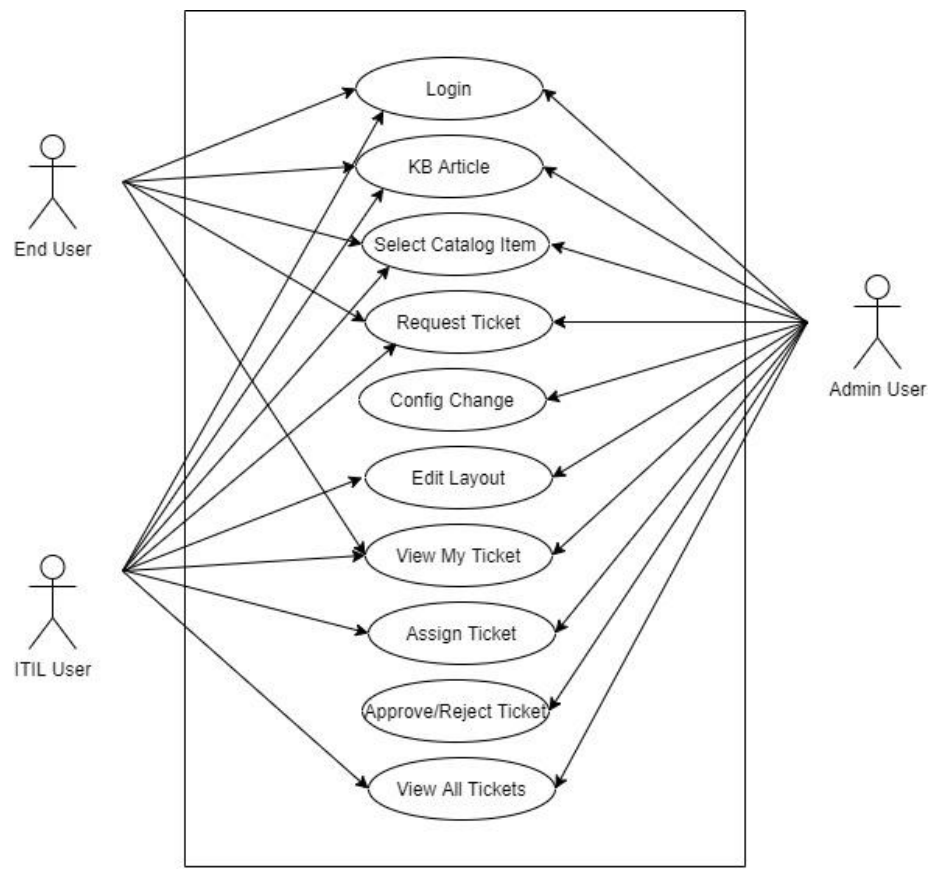 Login
KB Article
End User
Select Catalog Item
Request Ticket
Admin User
Config Change
Edit Layout
View My Ticket
Assign Ticket
ITIL User
Approve/Reject Ticket
View All Tickets